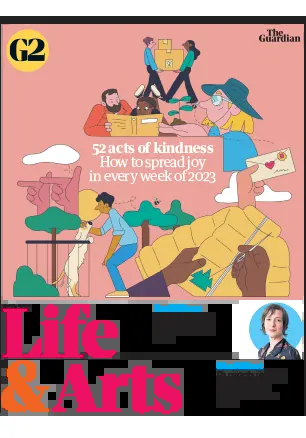 G2
The
Guardian
52 acts of kindness
How to spread joy
in every week of 2023
Life
& Arts